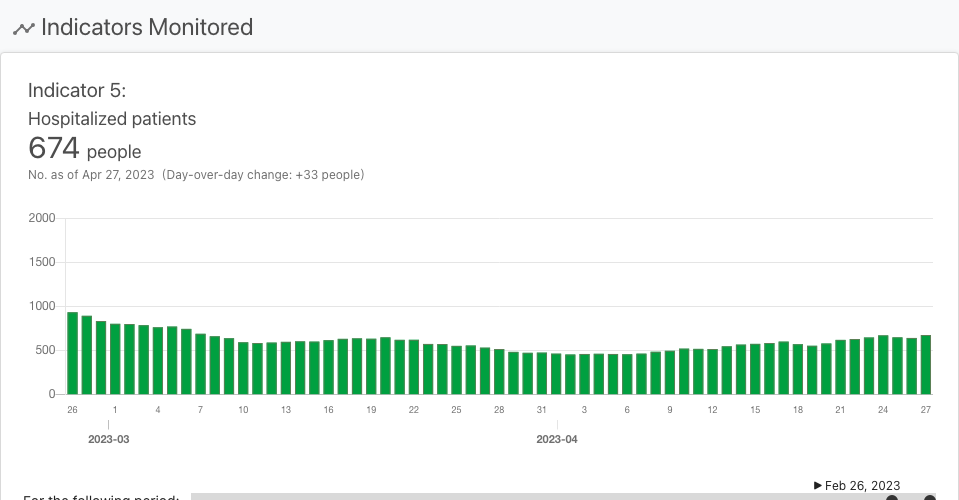 Indicators Monitored
Indicator 5:
Hospitalized patients
674 people
No. as of Apr 27, 2023 (Day-over-day change: +33 people)
2000
1500
1000
500
0
26 1 4 7 10 13 16 19 22 25 28 31 3 6 9 12 15 18 21 24 27
2023-03 2023-04
▶ Feb 26, 2023
For the following period: